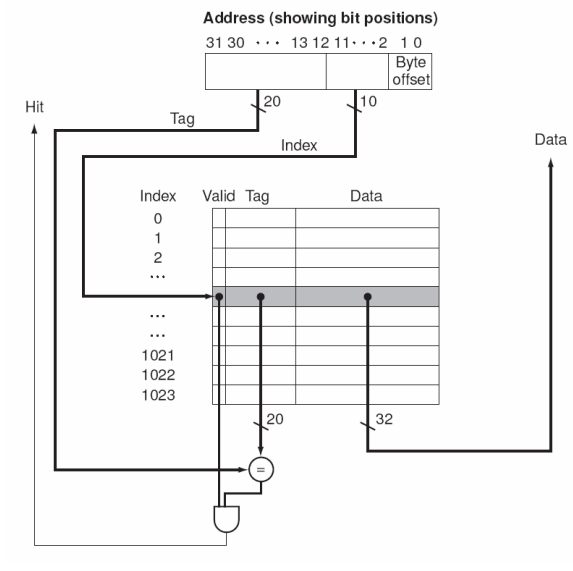 Address (showing bit positions)
31 30 ··· 13 12 11 ··· 2 1 0
Byte
offset
20
10
Hit
Tag
Data
Index
Index Valid Tag Data
0
1
2
···
···
···
1021
1022
1023
20
32
=